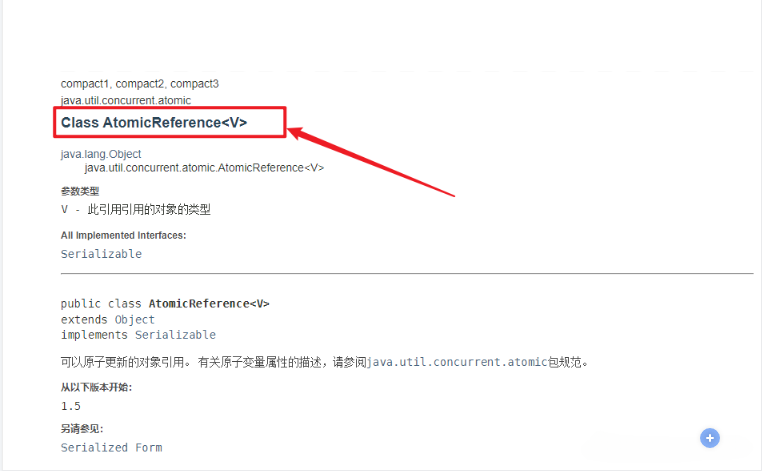 compact1, compact2, compact3
java.util.concurrent.atomic
Class AtomicReference<V>
java.lang.Object
java.util.concurrent.atomic.AtomicReference<V>
参数类型
V - 此引用引用的对象的类型
All Implemented Interfaces:
Serializable
public class AtomicReference<V>
extends Object
implements Serializable
可以原子更新的对象引用。 有关原子变量属性的描述，请参阅java.util.concurrent.atomic包规范。
从以下版本开始:
1.5
另请参见:
Serialized Form